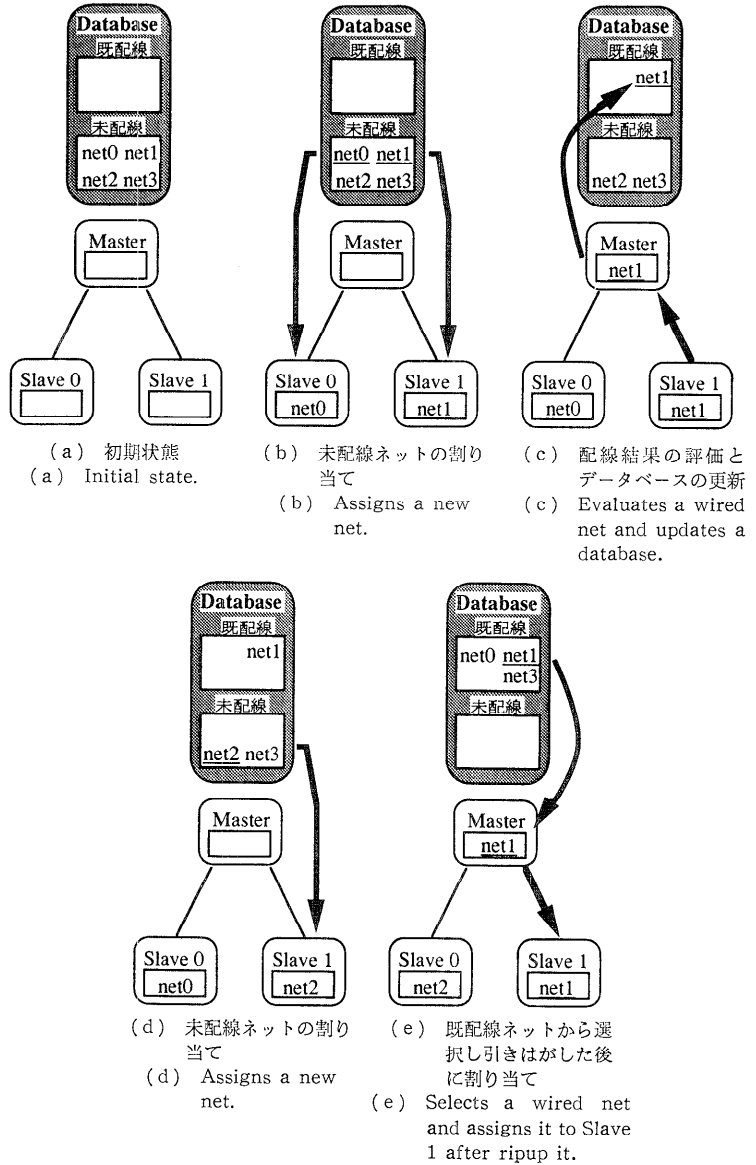 Database
既配線
未配線
net0 net1
net2 net3
Master
Slave 0
Slave 1
(a) 初期状態
(a) Initial state.
Database
既配線
未配線
net0 net1
net2 net3
Master
Slave 0
net0
Slave 1
net1
(b) 未配線ネットの割り
当て
(b) Assigns a new
net.
Database
既配線
net1
未配線
net2 net3
Master
net1
Slave 0
net0
Slave 1
net1
(c) 配線結果の評価と
データベースの更新
(c) Evaluates a wired
net and updates a
database.
Database
既配線
net1
未配線
net2 net3
Master
Slave 0
net0
Slave 1
net2
(d) 未配線ネットの割り
当て
(d) Assigns a new
net.
Database
既配線
net0 net1
net3
未配線
Master
net1
Slave 0
net2
Slave 1
net1
(e) 既配線ネットから選
択し引きはがした後
に割り当て
(e) Selects a wired net
and assigns it to Slave
1 after ripup it.